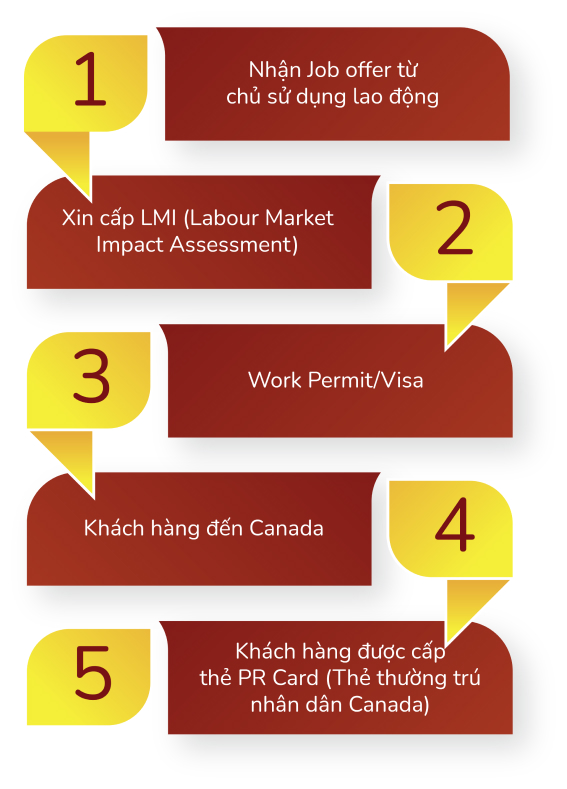 1
Nhận Job offer từ
chủ sử dụng lao động
Xin cấp LMI (Labour Market
Impact Assessment)
2
3
Work Permit/Visa
Khách hàng đến Canada
4
5
Khách hàng được cấp
thẻ PR Card (Thẻ thường trú
nhân dân Canada)